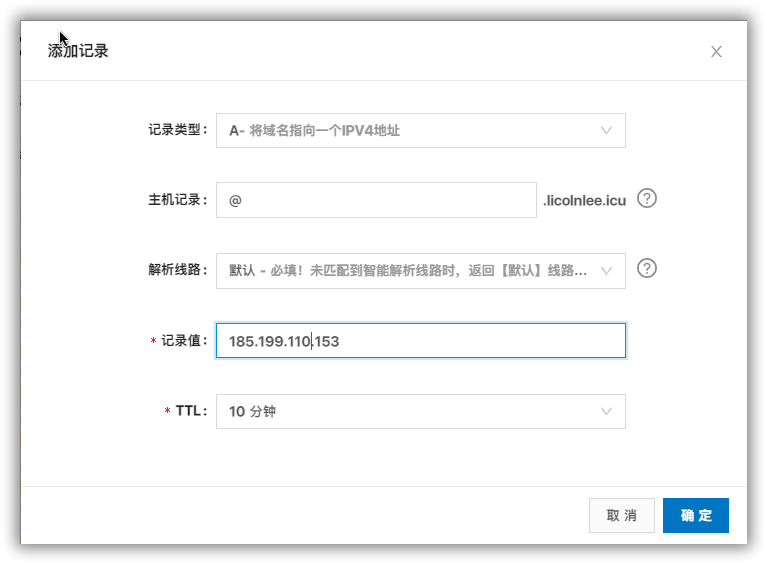 添加记录
记录类型：
A- 将域名指向一个IPV4地址
主机记录：
@
.licolnlee.icu
解析线路：
默认 - 必填！未匹配到智能解析线路时，返回【默认】线路...
* 记录值：
185.199.110.153
* TTL：
10 分钟
取 消
确 定